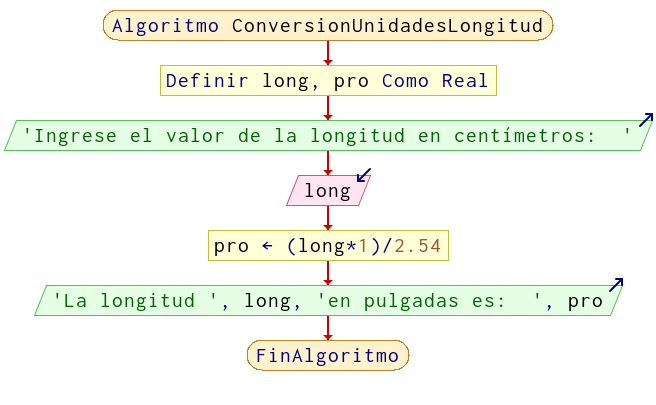 Algoritmo ConversionUnidadesLongitud
Definir long, pro Como Real
'Ingrese el valor de la longitud en centímetros:  '
long
pro ← (long*1)/2.54
'La longitud ', long, 'en pulgadas es:  ', pro
FinAlgoritmo